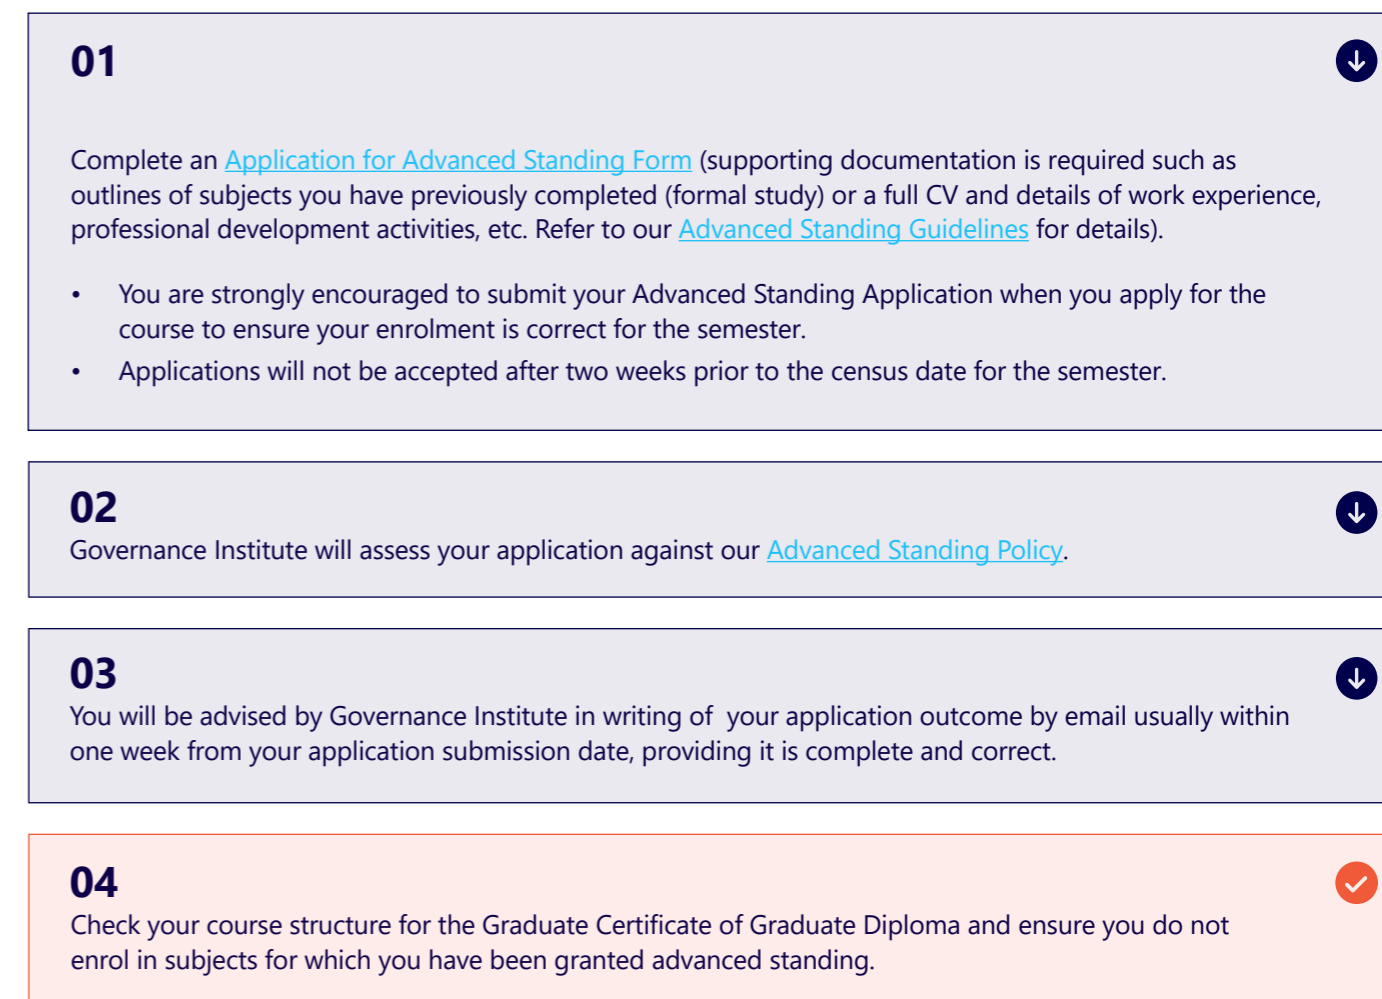 01
Complete an Application for Advanced Standing Form (supporting documentation is required such as
outlines of subjects you have previously completed (formal study) or a full CV and details of work experience,
professional development activities, etc. Refer to our Advanced Standing Guidelines for details).
• You are strongly encouraged to submit your Advanced Standing Application when you apply for the
course to ensure your enrolment is correct for the semester.
• Applications will not be accepted after two weeks prior to the census date for the semester.
02
Governance Institute will assess your application against our Advanced Standing Policy.
03
You will be advised by Governance Institute in writing of  your application outcome by email usually within
one week from your application submission date, providing it is complete and correct.
04
Check your course structure for the Graduate Certificate of Graduate Diploma and ensure you do not
enrol in subjects for which you have been granted advanced standing.